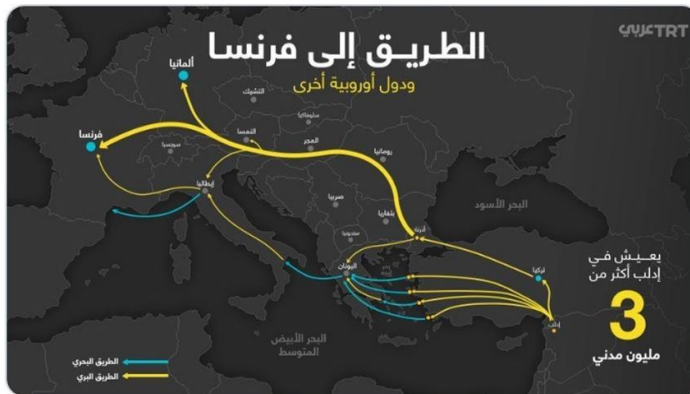 TRT عربي
الطريق إلى فرنسا
ودول أوروبية أخرى
ألمانيا
التشيك
سلوفاكيا
فرنسا
النمسا
المجر
سويسرا
رومانيا
إيطاليا
صربيا
بلغاريا
البحر الأسود
أدرنة
مقدونيا
اليونان
تركيا
إدلب
يعيش في
إدلب أكثر من
3
مليون مدني
البحر الأبيض
المتوسط
الطريق البحري
الطريق البري